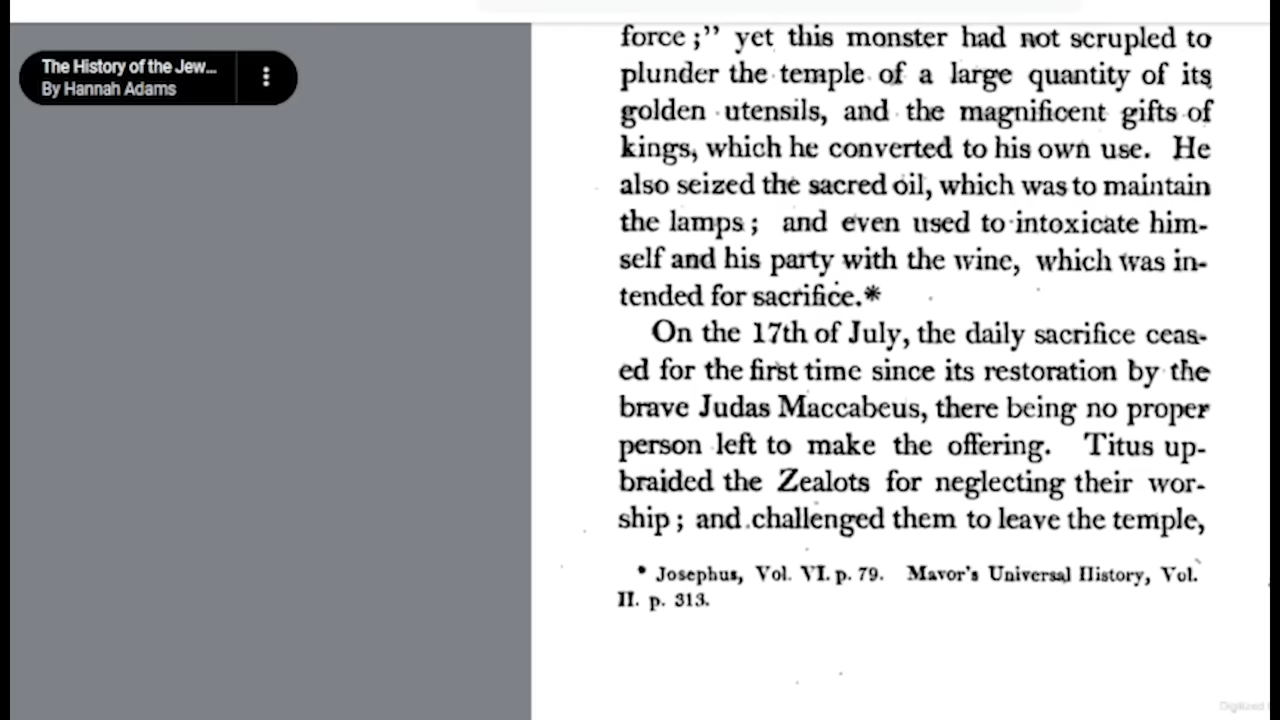 The History of the Jew...
By Hannah Adams
force;” yet this monster had not scrupled to
plunder the temple of a large quantity of its
golden utensils, and the magnificent gifts of
kings, which he converted to his own use. He
also seized the sacred oil, which was to maintain
the lamps; and even used to intoxicate him-
self and his party with the wine, which was in-
tended for sacrifice.*
On the 17th of July, the daily sacrifice ceas-
ed for the first time since its restoration by the
brave Judas Maccabeus, there being no proper
person left to make the offering. Titus up-
braided the Zealots for neglecting their wor-
ship; and challenged them to leave the temple,
* Josephus, Vol. VI. p. 79. Mavor's Universal History, Vol.
II. p. 313.
Digitized